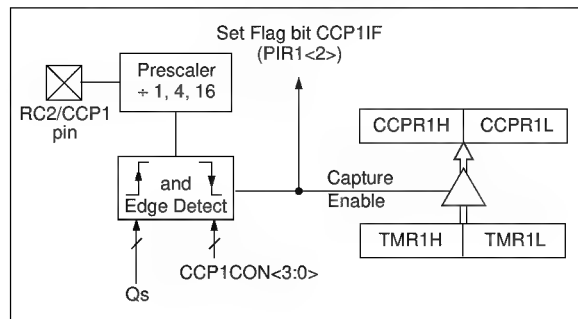 Set Flag bit CCP1IF
(PIR1<2>)
Prescaler
÷ 1, 4, 16
RC2/CCP1
pin
CCPR1H CCPR1L
and
Edge Detect
Capture
Enable
TMR1H TMR1L
CCP1CON<3:0>
Qs